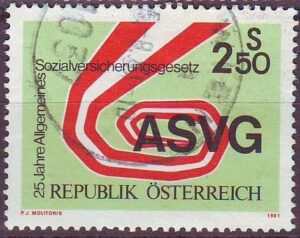 S
2.50
25 Jahre Allgemeines Sozialversicherungsgesetz
ASVG
REPUBLIK ÖSTERREICH
P.J. MOLITORIS 1981